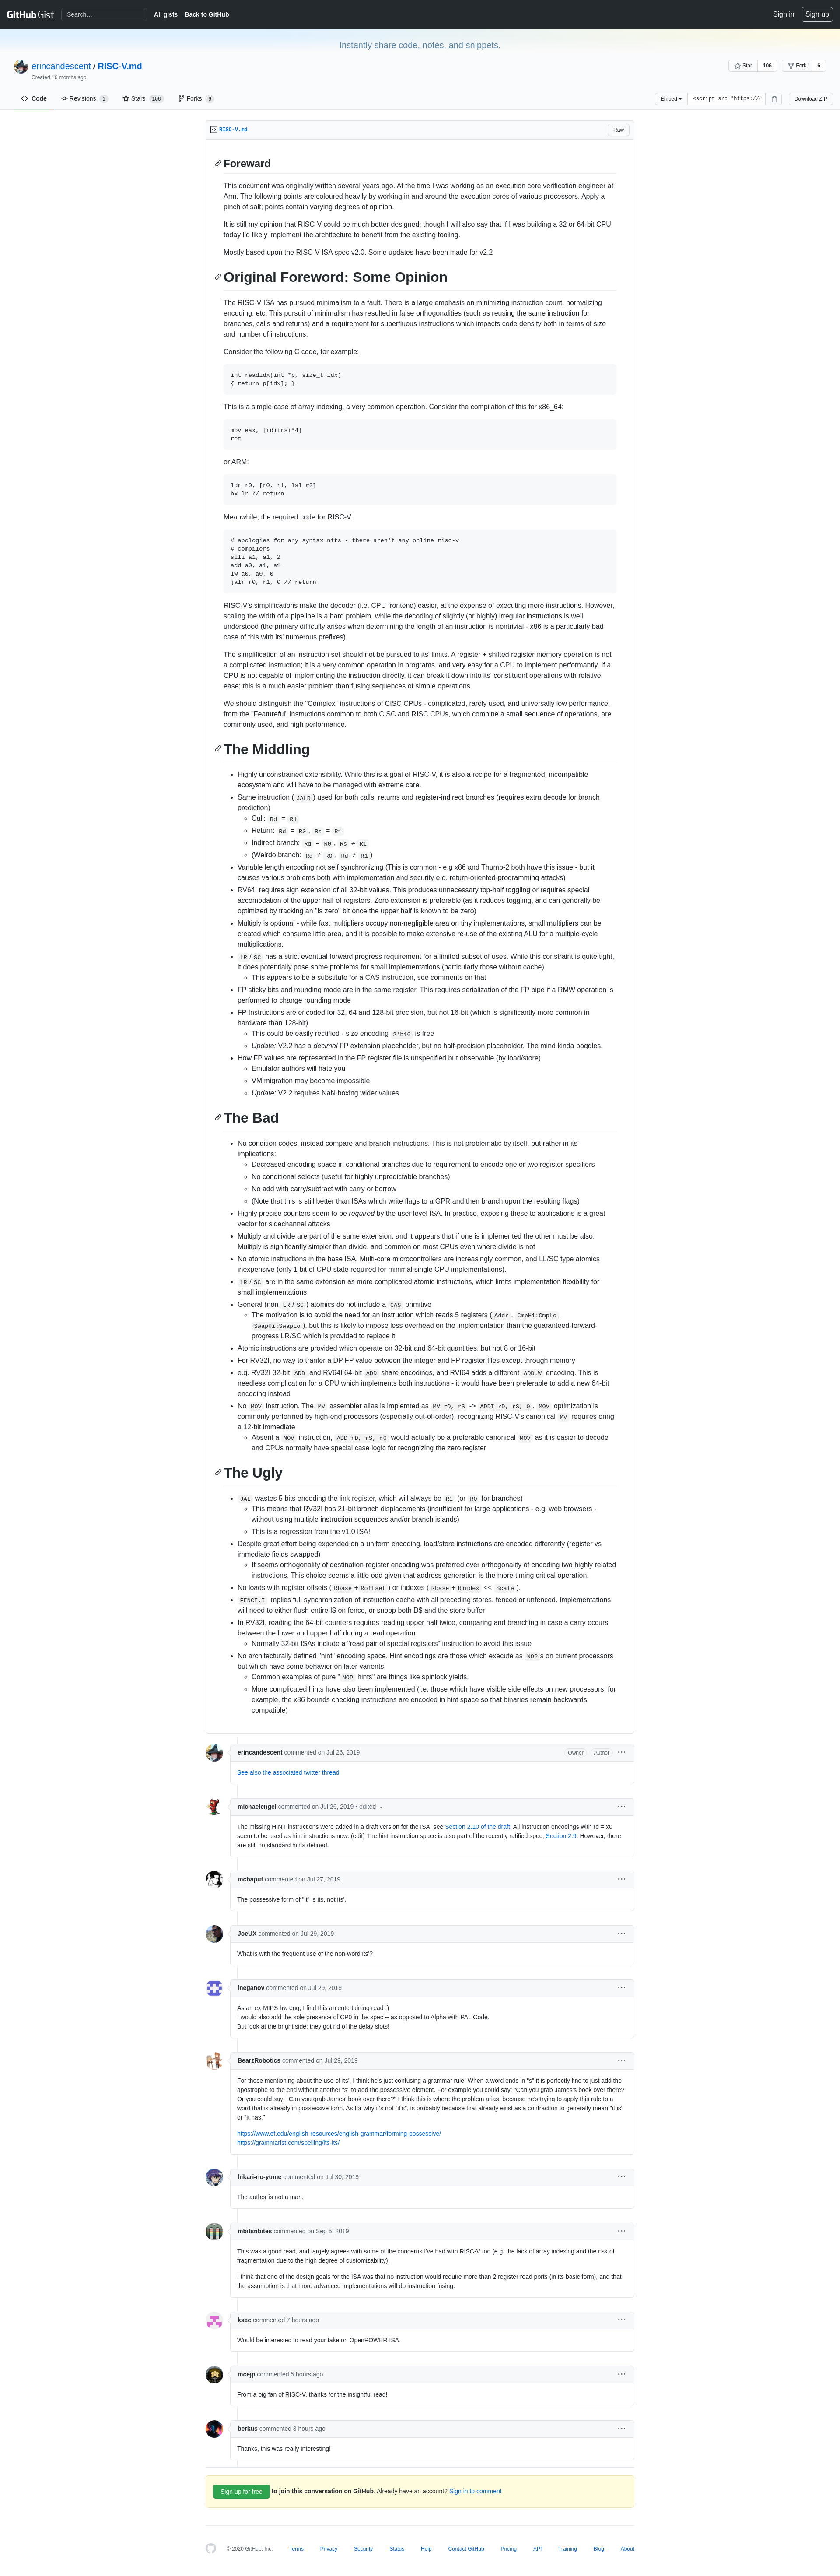 GitHub Gist
Search…
All gists
Back to GitHub
Sign in
Sign up
Instantly share code, notes, and snippets.
erincandescent / RISC-V.md
Created 16 months ago
Star 106
Fork 6
Code
Revisions 1
Stars 106
Forks 6
Embed
<script src="https://g
Download ZIP
RISC-V.md
Raw
Foreward
This document was originally written several years ago. At the time I was working as an execution core verification engineer at
Arm. The following points are coloured heavily by working in and around the execution cores of various processors. Apply a
pinch of salt; points contain varying degrees of opinion.
It is still my opinion that RISC-V could be much better designed; though I will also say that if I was building a 32 or 64-bit CPU
today I'd likely implement the architecture to benefit from the existing tooling.
Mostly based upon the RISC-V ISA spec v2.0. Some updates have been made for v2.2
Original Foreword: Some Opinion
The RISC-V ISA has pursued minimalism to a fault. There is a large emphasis on minimizing instruction count, normalizing
encoding, etc. This pursuit of minimalism has resulted in false orthogonalities (such as reusing the same instruction for
branches, calls and returns) and a requirement for superfluous instructions which impacts code density both in terms of size
and number of instructions.
Consider the following C code, for example:
int readidx(int *p, size_t idx)
{ return p[idx]; }
This is a simple case of array indexing, a very common operation. Consider the compilation of this for x86_64:
mov eax, [rdi+rsi*4]
ret
or ARM:
ldr r0, [r0, r1, lsl #2]
bx lr // return
Meanwhile, the required code for RISC-V:
# apologies for any syntax nits - there aren't any online risc-v
# compilers
slli a1, a1, 2
add a0, a1, a1
lw a0, a0, 0
jalr r0, r1, 0 // return
RISC-V's simplifications make the decoder (i.e. CPU frontend) easier, at the expense of executing more instructions. However,
scaling the width of a pipeline is a hard problem, while the decoding of slightly (or highly) irregular instructions is well
understood (the primary difficulty arises when determining the length of an instruction is nontrivial - x86 is a particularly bad
case of this with its' numerous prefixes).
The simplification of an instruction set should not be pursued to its' limits. A register + shifted register memory operation is not
a complicated instruction; it is a very common operation in programs, and very easy for a CPU to implement performantly. If a
CPU is not capable of implementing the instruction directly, it can break it down into its' constituent operations with relative
ease; this is a much easier problem than fusing sequences of simple operations.
We should distinguish the "Complex" instructions of CISC CPUs - complicated, rarely used, and universally low performance,
from the "Featureful" instructions common to both CISC and RISC CPUs, which combine a small sequence of operations, are
commonly used, and high performance.
The Middling
• Highly unconstrained extensibility. While this is a goal of RISC-V, it is also a recipe for a fragmented, incompatible
ecosystem and will have to be managed with extreme care.
• Same instruction ( JALR ) used for both calls, returns and register-indirect branches (requires extra decode for branch
prediction)
◦ Call: Rd = R1
◦ Return: Rd = R0 , Rs = R1
◦ Indirect branch: Rd = R0 , Rs ≠ R1
◦ (Weirdo branch: Rd ≠ R0 , Rd ≠ R1 )
• Variable length encoding not self synchronizing (This is common - e.g x86 and Thumb-2 both have this issue - but it
causes various problems both with implementation and security e.g. return-oriented-programming attacks)
• RV64I requires sign extension of all 32-bit values. This produces unnecessary top-half toggling or requires special
accomodation of the upper half of registers. Zero extension is preferable (as it reduces toggling, and can generally be
optimized by tracking an "is zero" bit once the upper half is known to be zero)
• Multiply is optional - while fast multipliers occupy non-negligible area on tiny implementations, small multipliers can be
created which consume little area, and it is possible to make extensive re-use of the existing ALU for a multiple-cycle
multiplications.
• LR / SC has a strict eventual forward progress requirement for a limited subset of uses. While this constraint is quite tight,
it does potentially pose some problems for small implementations (particularly those without cache)
◦ This appears to be a substitute for a CAS instruction, see comments on that
• FP sticky bits and rounding mode are in the same register. This requires serialization of the FP pipe if a RMW operation is
performed to change rounding mode
• FP Instructions are encoded for 32, 64 and 128-bit precision, but not 16-bit (which is significantly more common in
hardware than 128-bit)
◦ This could be easily rectified - size encoding 2'b10 is free
◦ Update: V2.2 has a decimal FP extension placeholder, but no half-precision placeholder. The mind kinda boggles.
• How FP values are represented in the FP register file is unspecified but observable (by load/store)
◦ Emulator authors will hate you
◦ VM migration may become impossible
◦ Update: V2.2 requires NaN boxing wider values
The Bad
• No condition codes, instead compare-and-branch instructions. This is not problematic by itself, but rather in its'
implications:
◦ Decreased encoding space in conditional branches due to requirement to encode one or two register specifiers
◦ No conditional selects (useful for highly unpredictable branches)
◦ No add with carry/subtract with carry or borrow
◦ (Note that this is still better than ISAs which write flags to a GPR and then branch upon the resulting flags)
• Highly precise counters seem to be required by the user level ISA. In practice, exposing these to applications is a great
vector for sidechannel attacks
• Multiply and divide are part of the same extension, and it appears that if one is implemented the other must be also.
Multiply is significantly simpler than divide, and common on most CPUs even where divide is not
• No atomic instructions in the base ISA. Multi-core microcontrollers are increasingly common, and LL/SC type atomics
inexpensive (only 1 bit of CPU state required for minimal single CPU implementations).
• LR / SC are in the same extension as more complicated atomic instructions, which limits implementation flexibility for
small implementations
• General (non LR / SC ) atomics do not include a CAS primitive
◦ The motivation is to avoid the need for an instruction which reads 5 registers ( Addr , CmpHi:CmpLo ,
SwapHi:SwapLo ), but this is likely to impose less overhead on the implementation than the guaranteed-forward-
progress LR/SC which is provided to replace it
• Atomic instructions are provided which operate on 32-bit and 64-bit quantities, but not 8 or 16-bit
• For RV32I, no way to tranfer a DP FP value between the integer and FP register files except through memory
• e.g. RV32I 32-bit ADD and RV64I 64-bit ADD share encodings, and RVI64 adds a different ADD.W encoding. This is
needless complication for a CPU which implements both instructions - it would have been preferable to add a new 64-bit
encoding instead
• No MOV instruction. The MV assembler alias is implemented as MV rD, rS -> ADDI rD, rS, 0 . MOV optimization is
commonly performed by high-end processors (especially out-of-order); recognizing RISC-V's canonical MV requires oring
a 12-bit immediate
◦ Absent a MOV instruction, ADD rD, rS, r0 would actually be a preferable canonical MOV as it is easier to decode
and CPUs normally have special case logic for recognizing the zero register
The Ugly
• JAL wastes 5 bits encoding the link register, which will always be R1 (or R0 for branches)
◦ This means that RV32I has 21-bit branch displacements (insufficient for large applications - e.g. web browsers -
without using multiple instruction sequences and/or branch islands)
◦ This is a regression from the v1.0 ISA!
• Despite great effort being expended on a uniform encoding, load/store instructions are encoded differently (register vs
immediate fields swapped)
◦ It seems orthogonality of destination register encoding was preferred over orthogonality of encoding two highly related
instructions. This choice seems a little odd given that address generation is the more timing critical operation.
• No loads with register offsets ( Rbase + Roffset ) or indexes ( Rbase + Rindex << Scale ).
• FENCE.I implies full synchronization of instruction cache with all preceding stores, fenced or unfenced. Implementations
will need to either flush entire I$ on fence, or snoop both D$ and the store buffer
• In RV32I, reading the 64-bit counters requires reading upper half twice, comparing and branching in case a carry occurs
between the lower and upper half during a read operation
◦ Normally 32-bit ISAs include a "read pair of special registers" instruction to avoid this issue
• No architecturally defined "hint" encoding space. Hint encodings are those which execute as NOP s on current processors
but which have some behavior on later varients
◦ Common examples of pure " NOP hints" are things like spinlock yields.
◦ More complicated hints have also been implemented (i.e. those which have visible side effects on new processors; for
example, the x86 bounds checking instructions are encoded in hint space so that binaries remain backwards
compatible)
erincandescent commented on Jul 26, 2019
Owner
Author
See also the associated twitter thread
michaelengel commented on Jul 26, 2019 • edited
The missing HINT instructions were added in a draft version for the ISA, see Section 2.10 of the draft. All instruction encodings with rd = x0
seem to be used as hint instructions now. (edit) The hint instruction space is also part of the recently ratified spec, Section 2.9. However, there
are still no standard hints defined.
mchaput commented on Jul 27, 2019
The possessive form of "it" is its, not its'.
JoeUX commented on Jul 29, 2019
What is with the frequent use of the non-word its'?
ineganov commented on Jul 29, 2019
As an ex-MIPS hw eng, I find this an entertaining read ;)
I would also add the sole presence of CP0 in the spec -- as opposed to Alpha with PAL Code.
But look at the bright side: they got rid of the delay slots!
BearzRobotics commented on Jul 29, 2019
For those mentioning about the use of its', I think he's just confusing a grammar rule. When a word ends in "s" it is perfectly fine to just add the
apostrophe to the end without another "s" to add the possessive element. For example you could say: "Can you grab James's book over there?"
Or you could say. "Can you grab James' book over there?" I think this is where the problem arias, because he's trying to apply this rule to a
word that is already in possessive form. As for why it's not "it's", is probably because that already exist as a contraction to generally mean "it is"
or "it has."
https://www.ef.edu/english-resources/english-grammar/forming-possessive/
https://grammarist.com/spelling/its-its/
hikari-no-yume commented on Jul 30, 2019
The author is not a man.
mbitsnbites commented on Sep 5, 2019
This was a good read, and largely agrees with some of the concerns I've had with RISC-V too (e.g. the lack of array indexing and the risk of
fragmentation due to the high degree of customizability).
I think that one of the design goals for the ISA was that no instruction would require more than 2 register read ports (in its basic form), and that
the assumption is that more advanced implementations will do instruction fusing.
ksec commented 7 hours ago
Would be interested to read your take on OpenPOWER ISA.
mcejp commented 5 hours ago
From a big fan of RISC-V, thanks for the insightful read!
berkus commented 3 hours ago
Thanks, this was really interesting!
Sign up for free to join this conversation on GitHub. Already have an account? Sign in to comment
© 2020 GitHub, Inc.
Terms
Privacy
Security
Status
Help
Contact GitHub
Pricing
API
Training
Blog
About